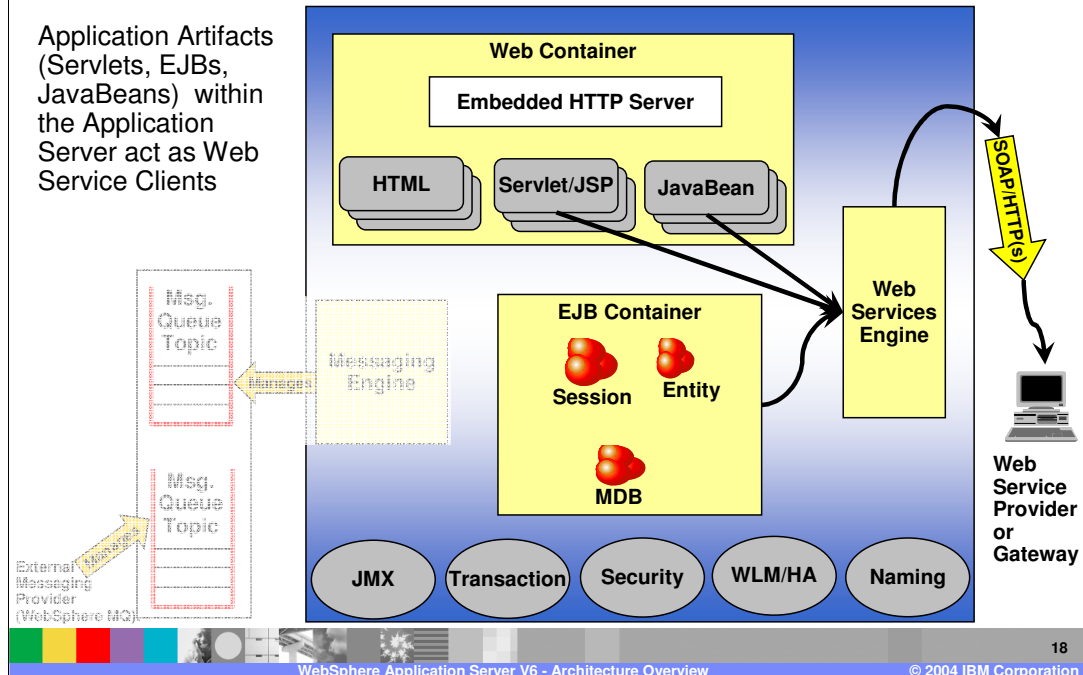 Application Artifacts
(Servlets, EJBs,
JavaBeans) within
the Application
Server act as Web
Service Clients
Web Container
Embedded HTTP Server
HTML
Servlet/JSP
JavaBean
SOAP/HTTP(s)
Web
Services
Engine
EJB Container
Session
Entity
MDB
Msg.
Queue
Topic
Manages
Messaging
Engine
Msg.
Queue
Topic
Manages
External
Messaging
Provider
(WebSphere MQ)
Web
Service
Provider
or
Gateway
JMX
Transaction
Security
WLM/HA
Naming
18
WebSphere Application Server V6 - Architecture Overview
© 2004 IBM Corporation